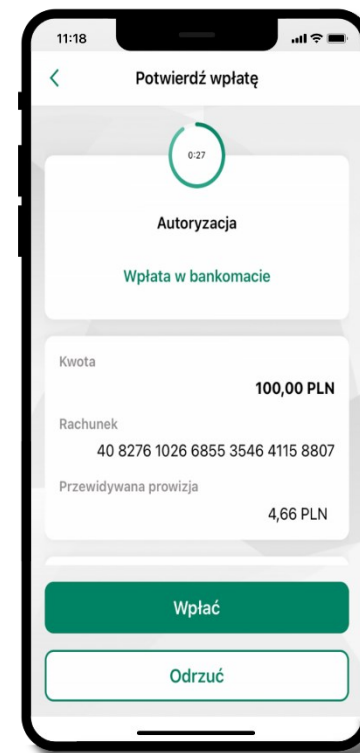 11:18
Potwierdź wpłatę
0:27
Autoryzacja
Wpłata w bankomacie
Kwota
100,00 PLN
Rachunek
40 8276 1026 6855 3546 4115 8807
Przewidywana prowizja
4,66 PLN
Wpłać
Odrzuć